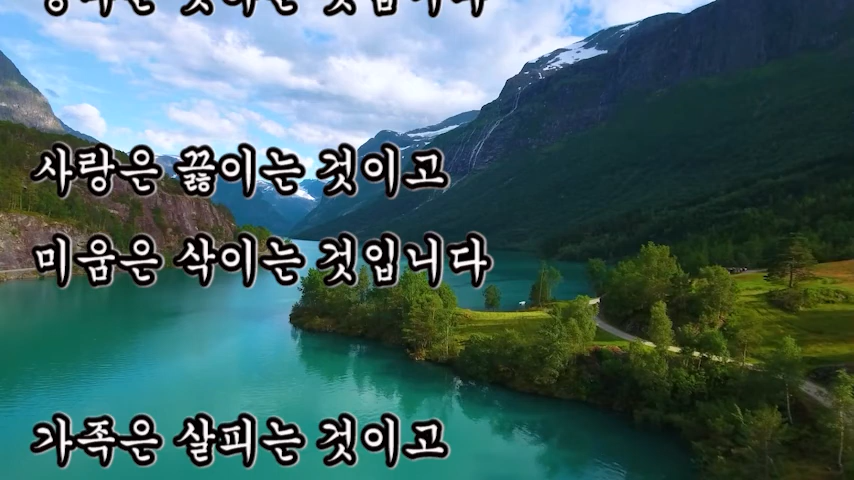 사랑은 끓이는 것이고
미움은 삭이는 것입니다
가족은 살피는 것이고